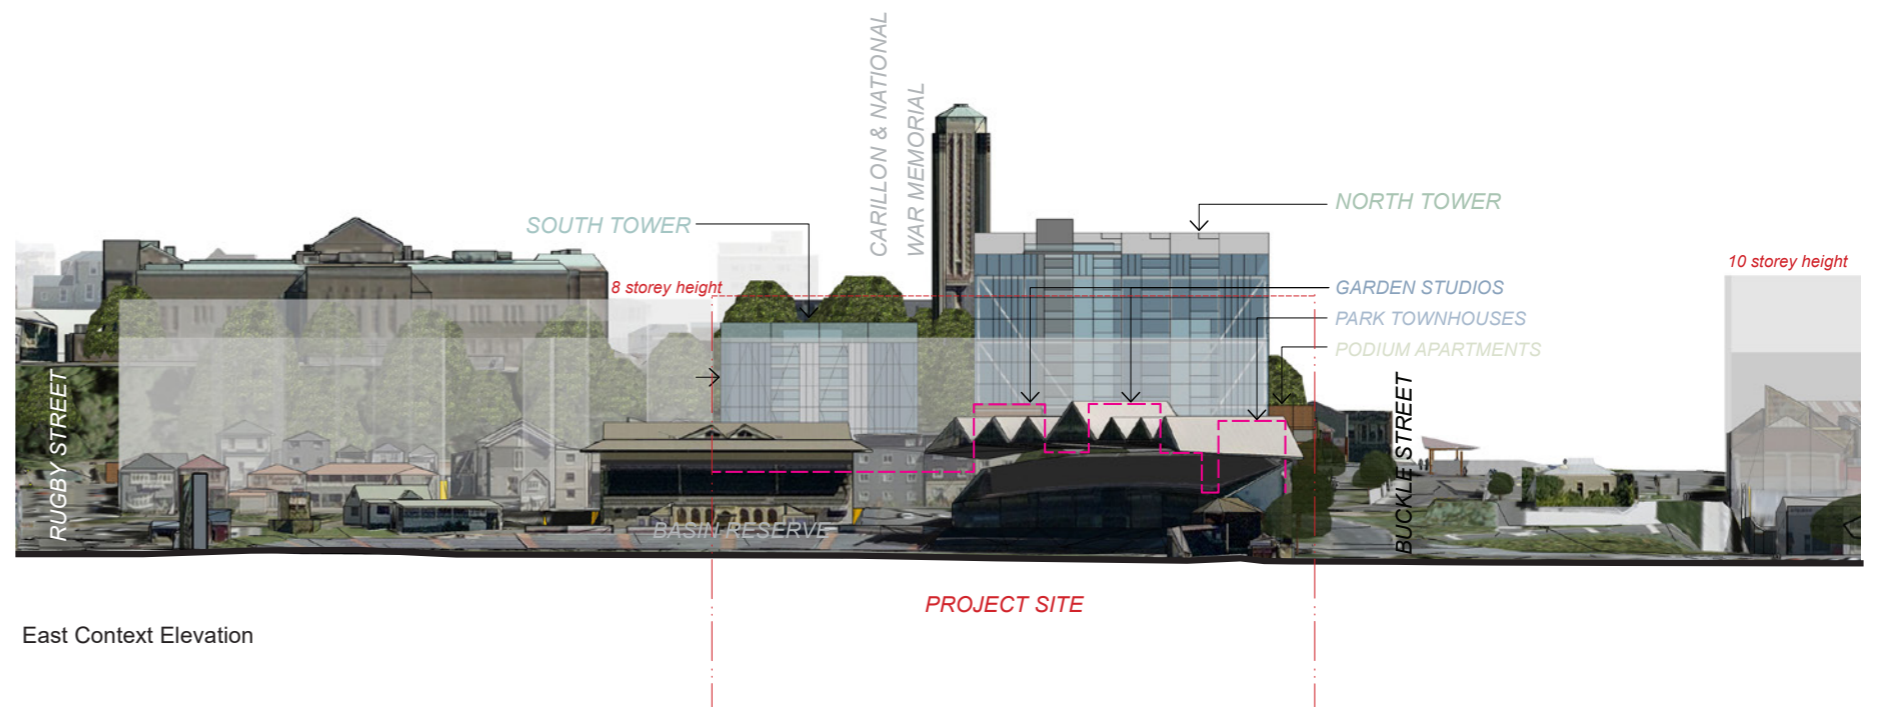 CARILLON & NATIONAL
WAR MEMORIAL
SOUTH TOWER
NORTH TOWER
8 storey height
10 storey height
GARDEN STUDIOS
PARK TOWNHOUSES
PODIUM APARTMENTS
RUGBY STREET
BUCKLE STREET
BASIN RESERVE
PROJECT SITE
East Context Elevation